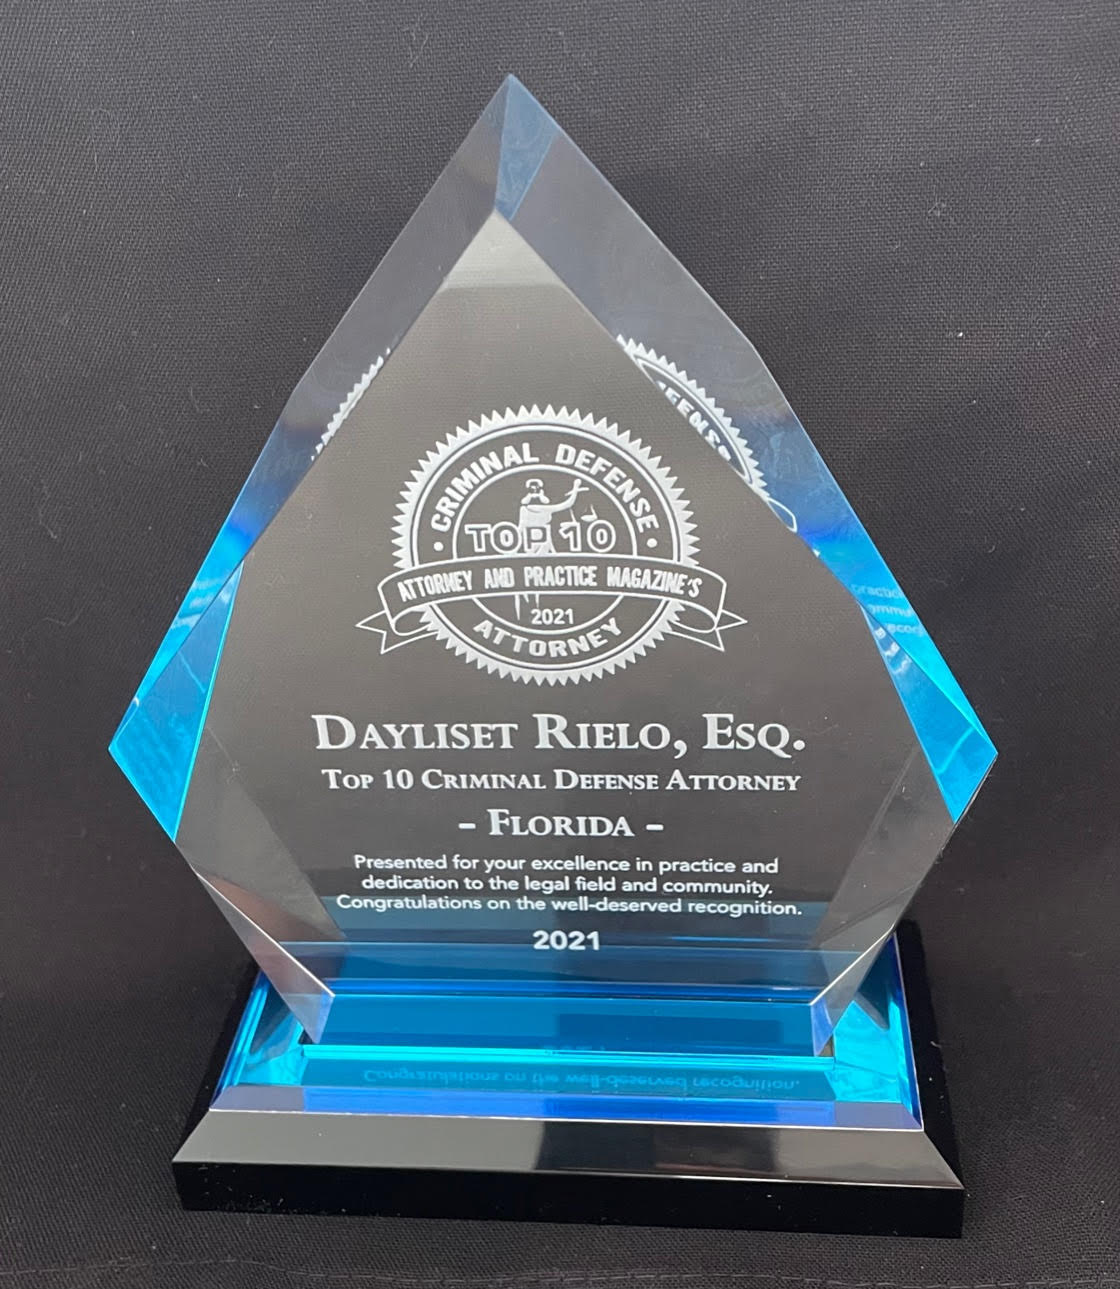 CRIMINAL DEFENSE
TOP 10
ATTORNEY AND PRACTICE MAGAZINE'S
2021
ATTORNEY
DAYLISET RIELO, ESQ.
TOP 10 CRIMINAL DEFENSE ATTORNEY
- FLORIDA -
Presented for your excellence in practice and
dedication to the legal field and community.
Congratulations on the well-deserved recognition.
2021